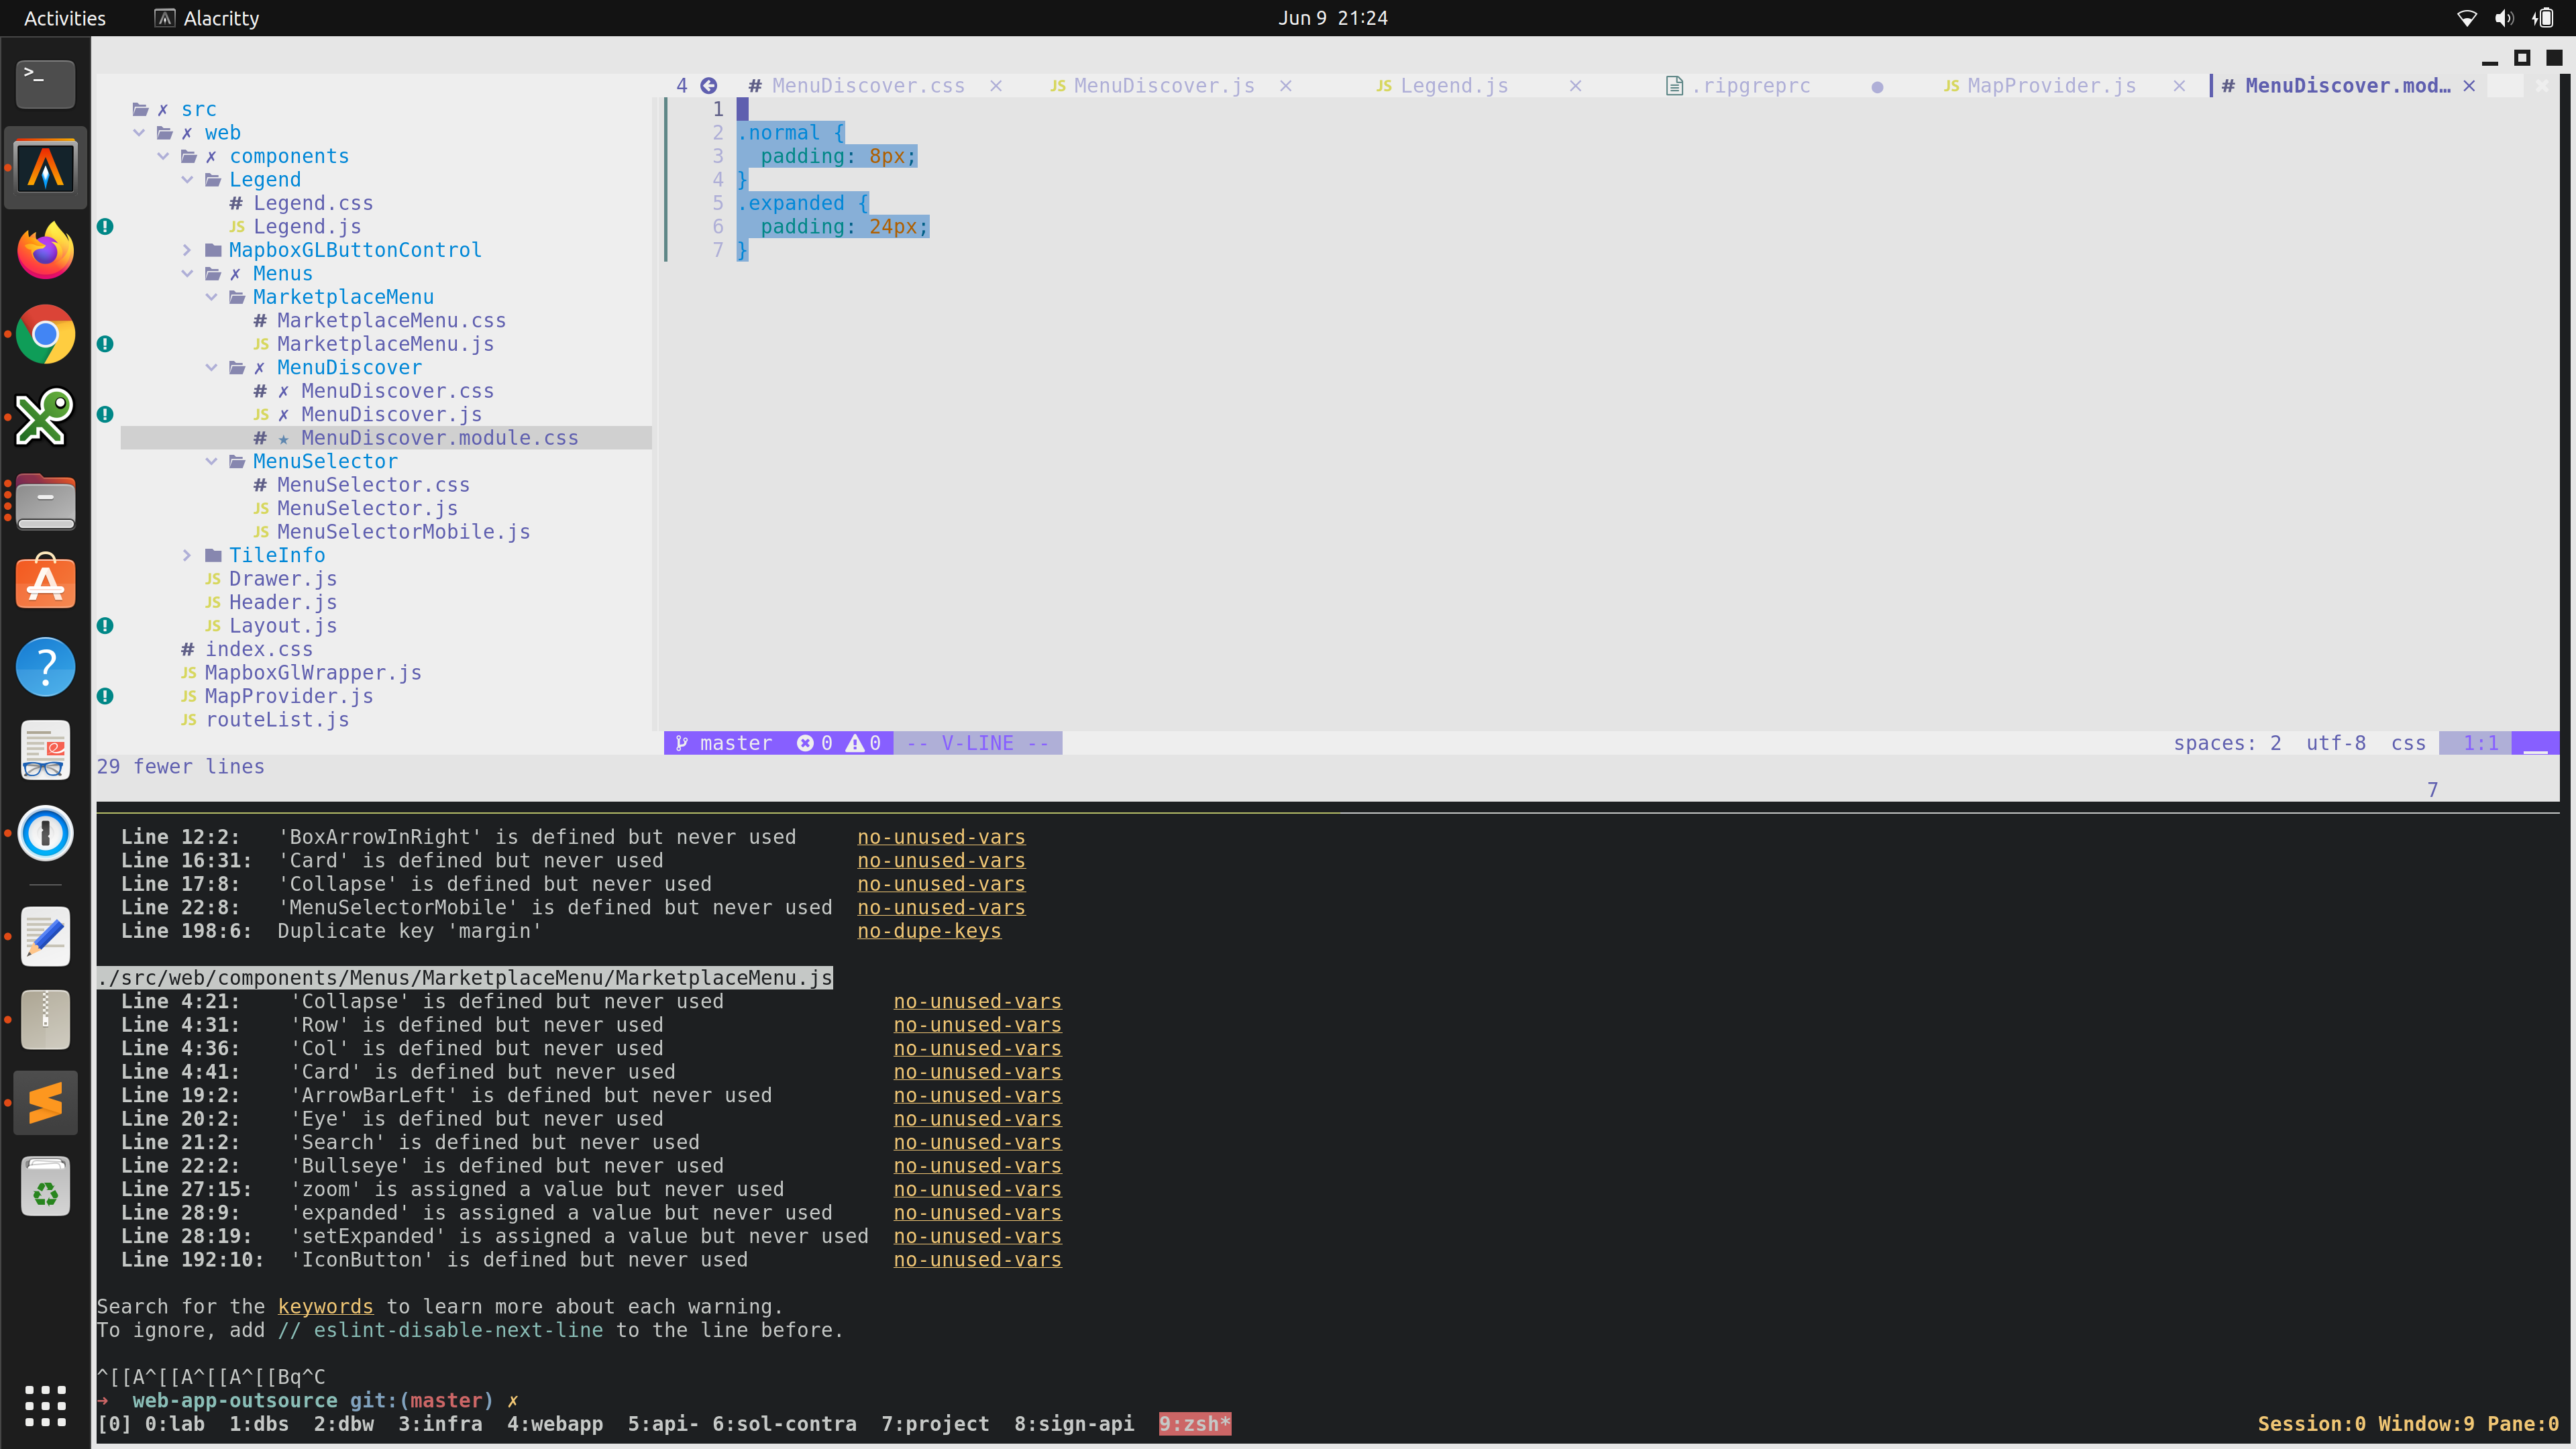 Activities Alacritty Jun 9 21:24
4 # MenuDiscover.css × JS MenuDiscover.js × JS Legend.js × .ripgreprc ● JS MapProvider.js × # MenuDiscover.mod… ×
✗ src
✗ web
✗ components
Legend
# Legend.css
JS Legend.js
MapboxGLButtonControl
✗ Menus
MarketplaceMenu
# MarketplaceMenu.css
JS MarketplaceMenu.js
✗ MenuDiscover
# ✗ MenuDiscover.css
JS ✗ MenuDiscover.js
# ★ MenuDiscover.module.css
MenuSelector
# MenuSelector.css
JS MenuSelector.js
JS MenuSelectorMobile.js
TileInfo
JS Drawer.js
JS Header.js
JS Layout.js
# index.css
JS MapboxGlWrapper.js
JS MapProvider.js
JS routeList.js
1
2 .normal {
3 padding: 8px;
4 }
5 .expanded {
6 padding: 24px;
7 }
master 0 0 -- V-LINE -- spaces: 2 utf-8 css 1:1
29 fewer lines
7
Line 12:2: 'BoxArrowInRight' is defined but never used no-unused-vars
Line 16:31: 'Card' is defined but never used no-unused-vars
Line 17:8: 'Collapse' is defined but never used no-unused-vars
Line 22:8: 'MenuSelectorMobile' is defined but never used no-unused-vars
Line 198:6: Duplicate key 'margin' no-dupe-keys
./src/web/components/Menus/MarketplaceMenu/MarketplaceMenu.js
Line 4:21: 'Collapse' is defined but never used no-unused-vars
Line 4:31: 'Row' is defined but never used no-unused-vars
Line 4:36: 'Col' is defined but never used no-unused-vars
Line 4:41: 'Card' is defined but never used no-unused-vars
Line 19:2: 'ArrowBarLeft' is defined but never used no-unused-vars
Line 20:2: 'Eye' is defined but never used no-unused-vars
Line 21:2: 'Search' is defined but never used no-unused-vars
Line 22:2: 'Bullseye' is defined but never used no-unused-vars
Line 27:15: 'zoom' is assigned a value but never used no-unused-vars
Line 28:9: 'expanded' is assigned a value but never used no-unused-vars
Line 28:19: 'setExpanded' is assigned a value but never used no-unused-vars
Line 192:10: 'IconButton' is defined but never used no-unused-vars
Search for the keywords to learn more about each warning.
To ignore, add // eslint-disable-next-line to the line before.
^[[A^[[A^[[A^[[Bq^C
➜ web-app-outsource git:(master) ✗
[0] 0:lab 1:dbs 2:dbw 3:infra 4:webapp 5:api- 6:sol-contra 7:project 8:sign-api 9:zsh* Session:0 Window:9 Pane:0